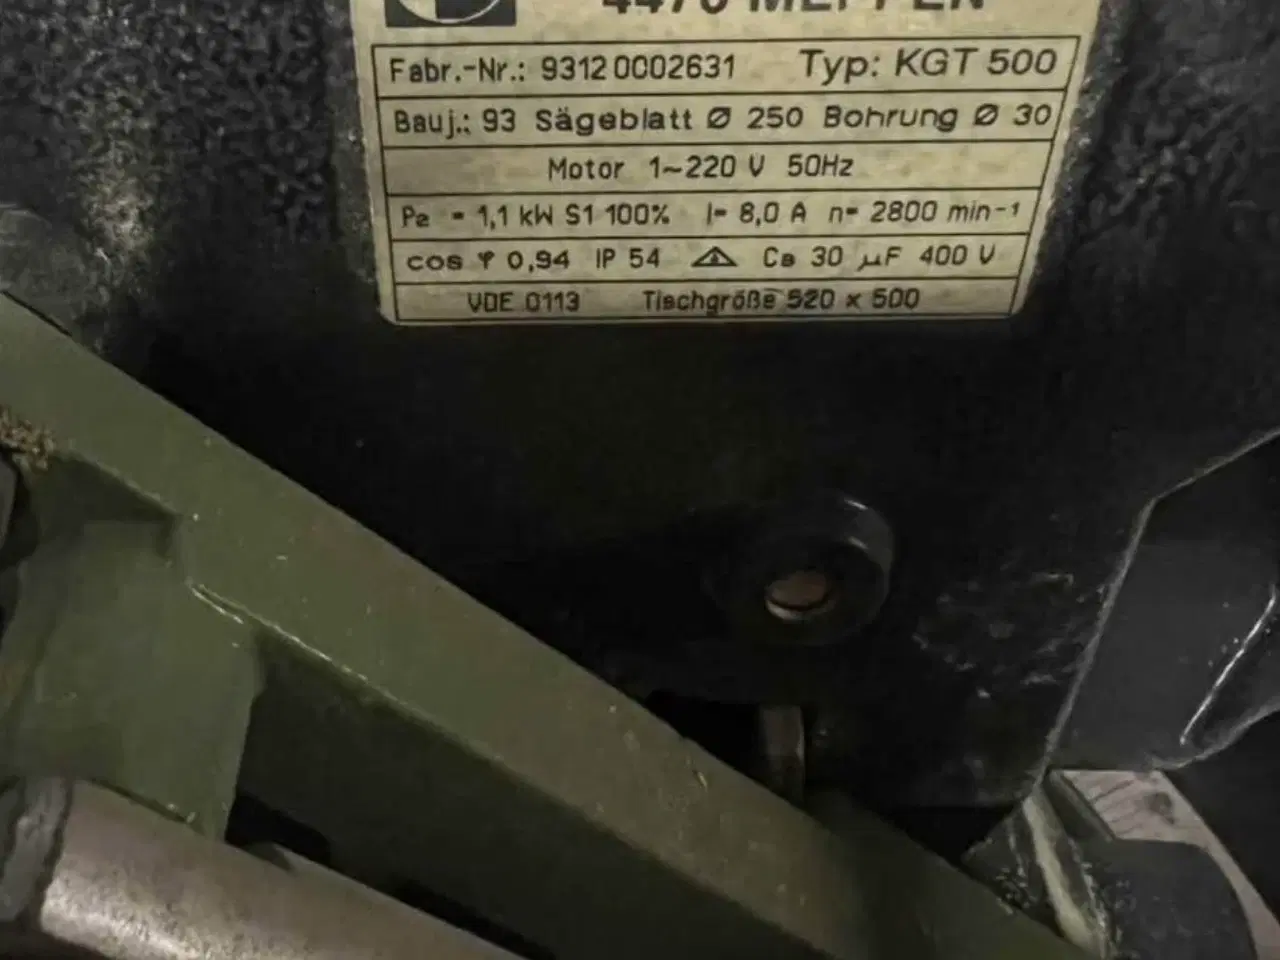 4470 MEPPEN
Fabr.-Nr.: 93120002631 Typ: KGT 500
Bauj.: 93 Sägeblatt Ø 250 Bohrung Ø 30
Motor 1~220 V 50Hz
P2 = 1,1 kW S1 100% I= 8,0 A n= 2800 min-1
cos φ 0,94 IP 54 CB 30 µF 400 V
VDE 0113 Tischgröße 520 x 500